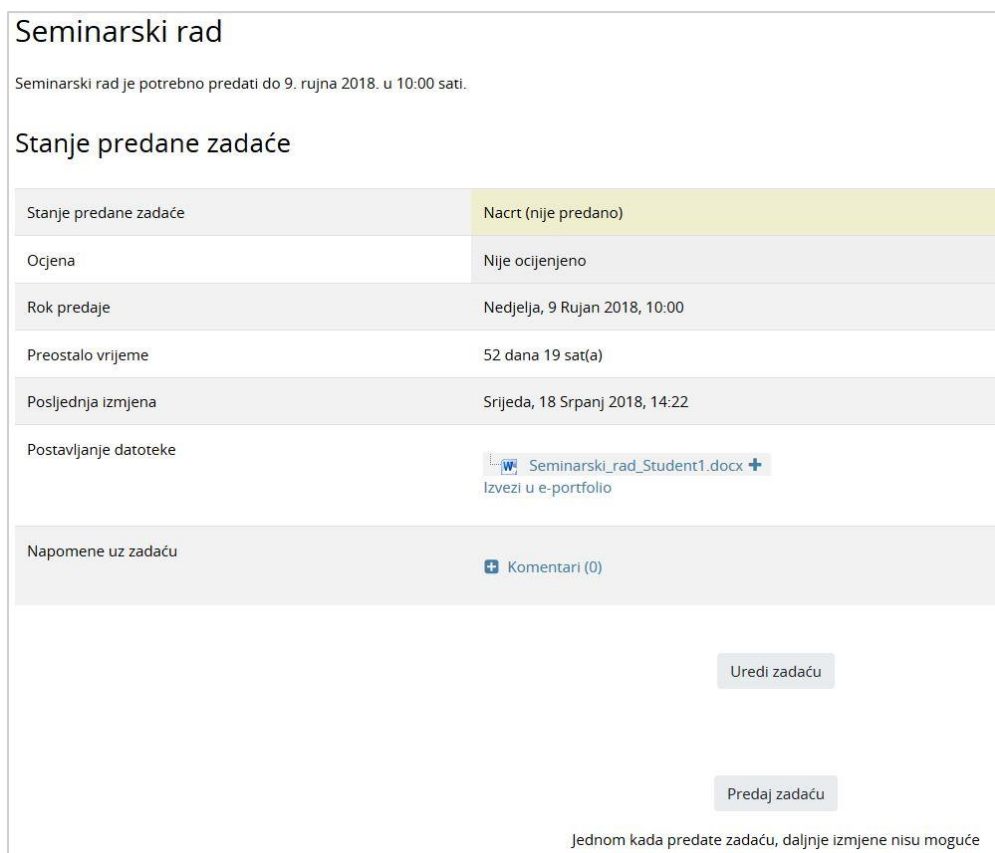 Seminarski rad
Seminarski rad je potrebno predati do 9. rujna 2018. u 10:00 sati.
Stanje predane zadaće
Stanje predane zadaće Nacrt (nije predano)
Ocjena Nije ocijenjeno
Rok predaje Nedjelja, 9 Rujan 2018, 10:00
Preostalo vrijeme 52 dana 19 sat(a)
Posljednja izmjena Srijeda, 18 Srpanj 2018, 14:22
Postavljanje datoteke
Seminarski_rad_Student1.docx
Izvezi u e-portfolio
Napomene uz zadaću
Komentari (0)
Uredi zadaću
Predaj zadaću
Jednom kada predate zadaću, daljnje izmjene nisu moguće